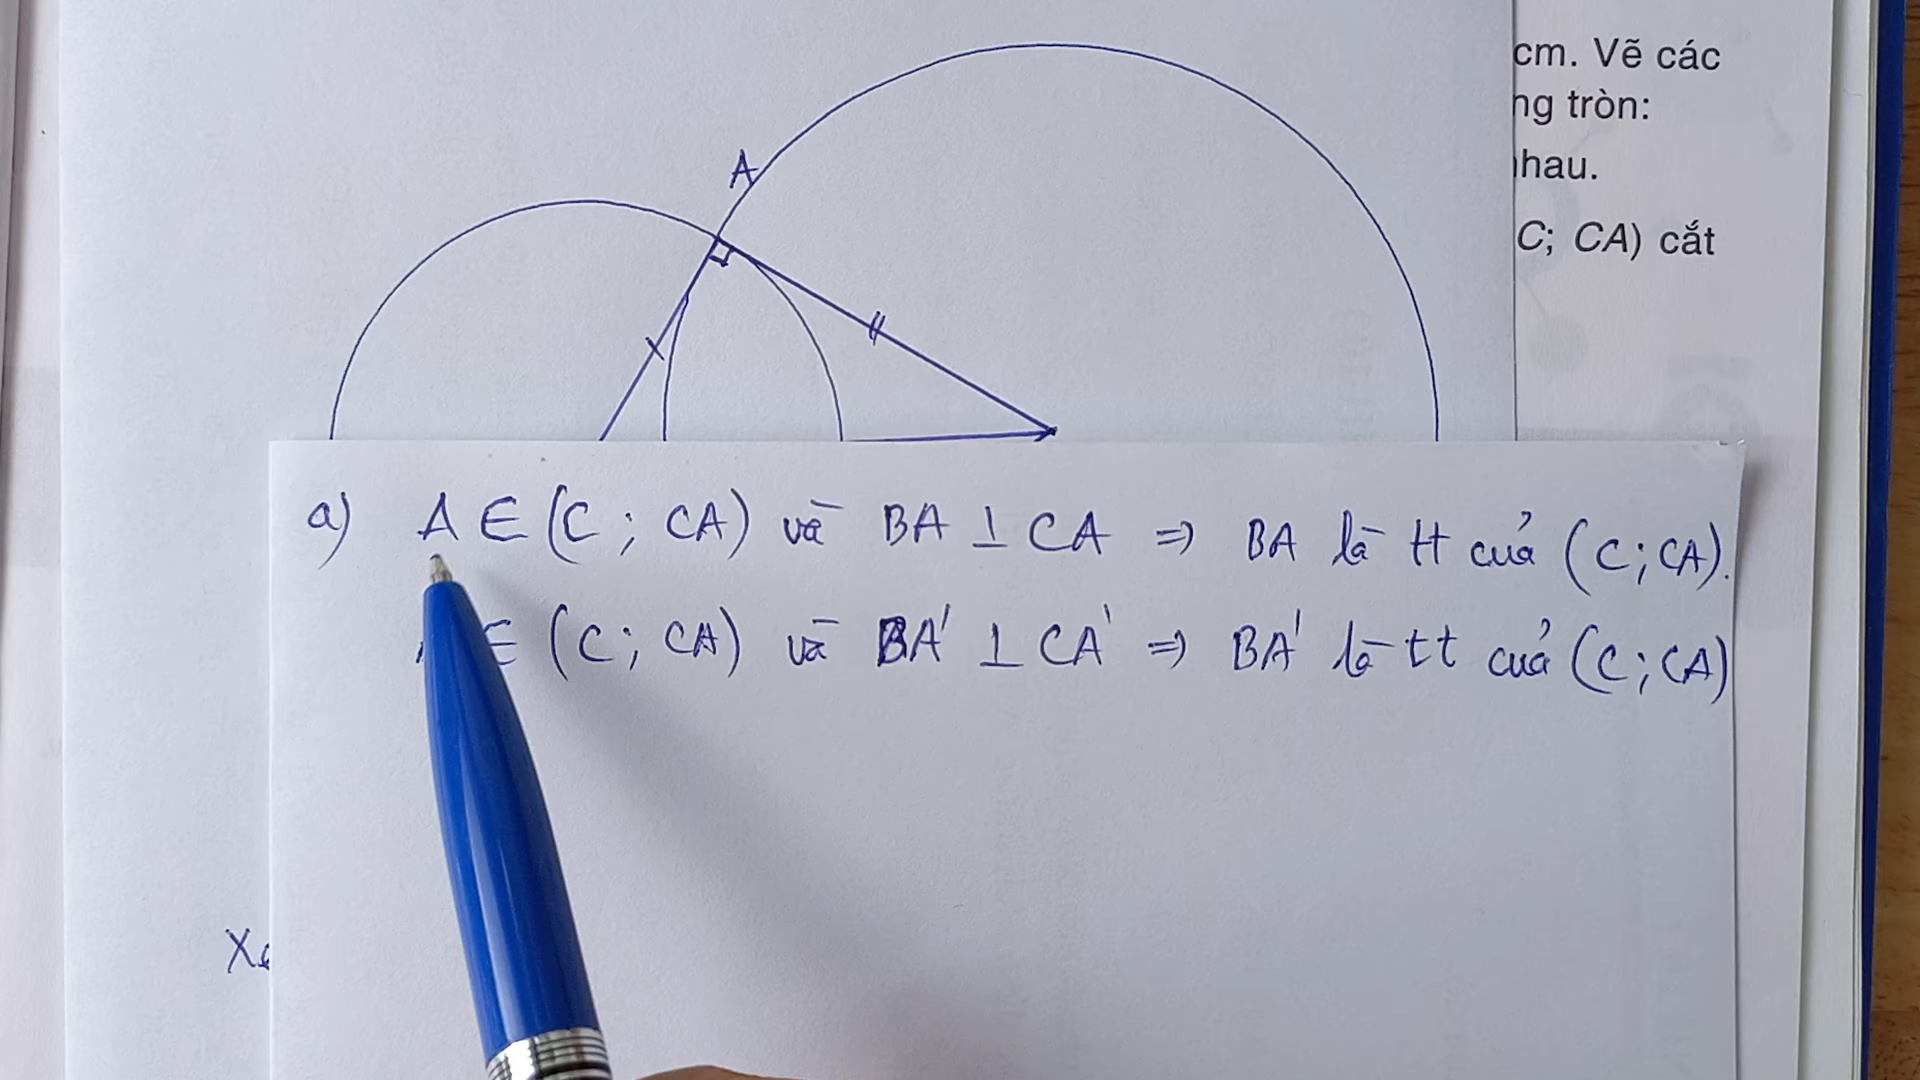 cm. Vẽ các
ng tròn:
hau.
C; CA) cắt
A
a) A ∈ (C ; CA) và BA ⊥ CA ⇒ BA là tt của (C; CA).
∈ (C; CA) và BA' ⊥ CA' ⇒ BA' là tt của (C; CA)